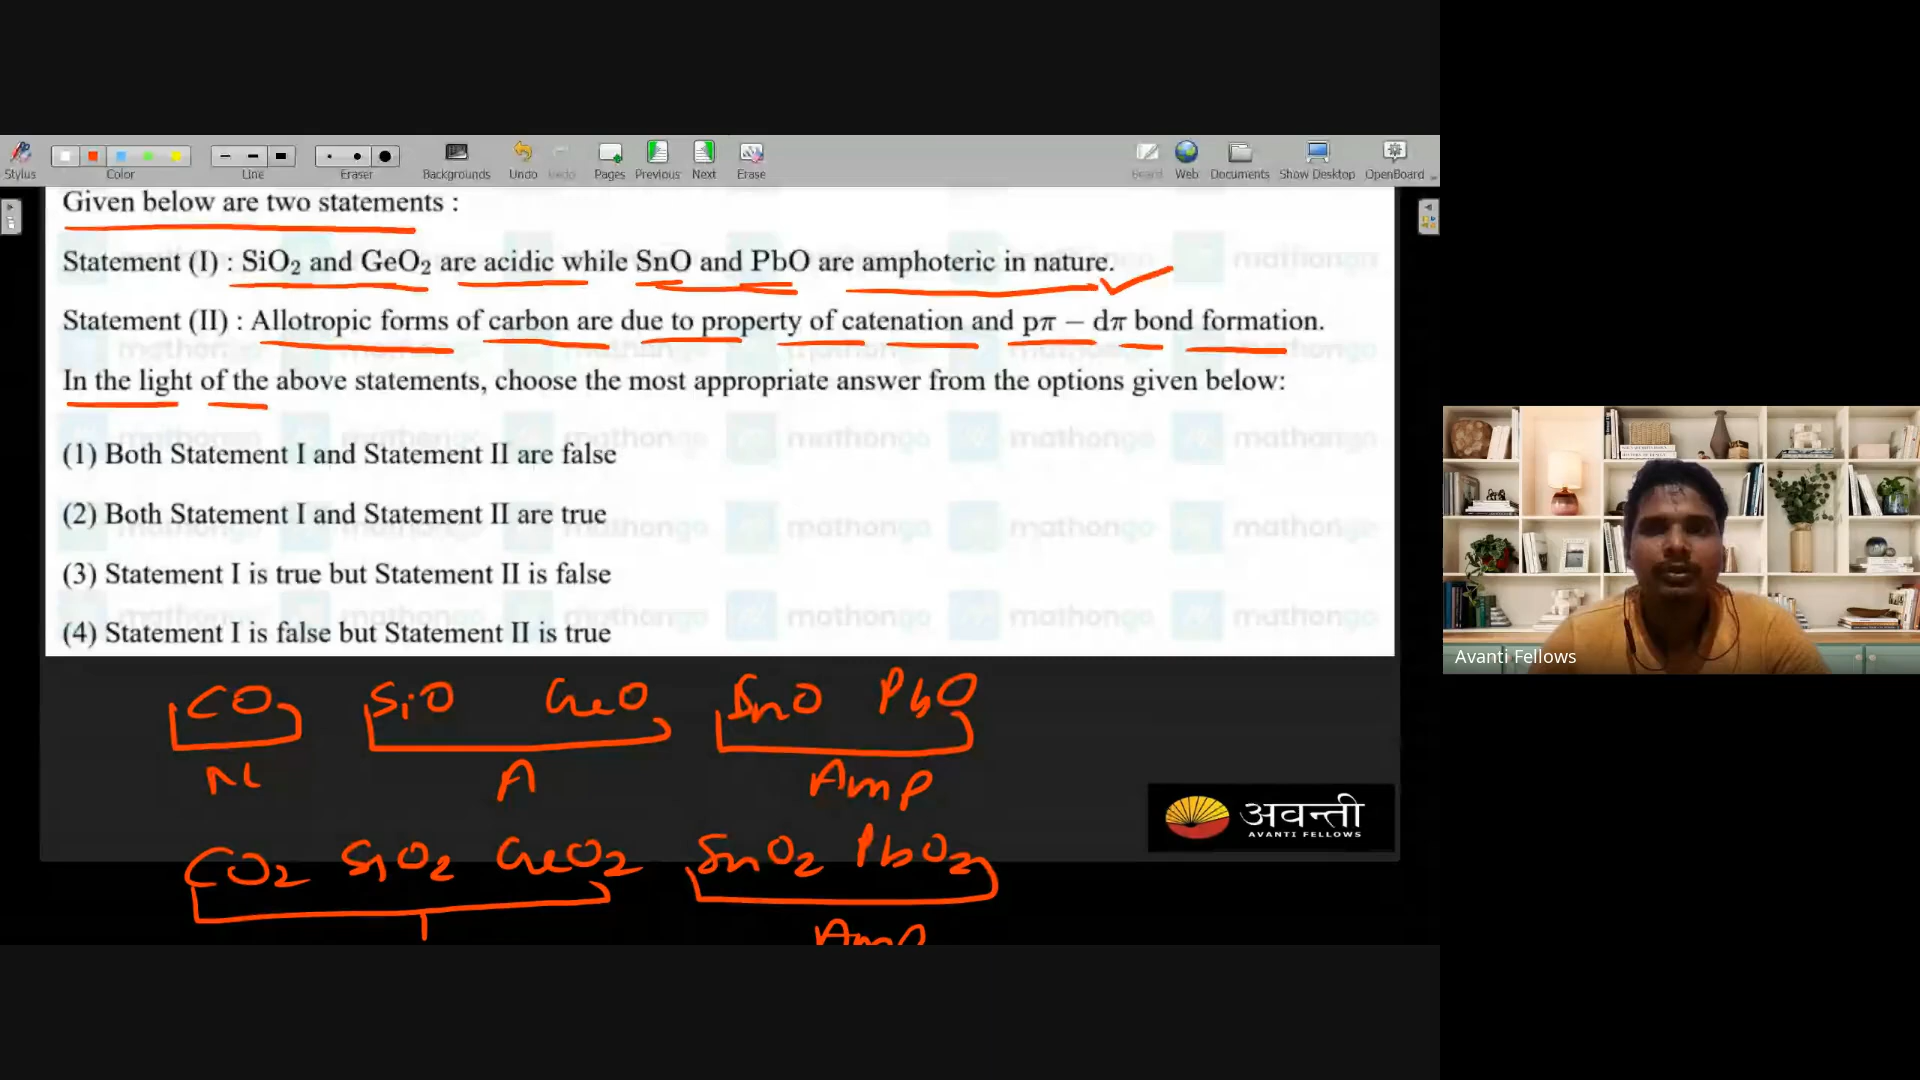 Stylus Color Line Eraser Backgrounds Undo Redo Pages Previous Next Erase Board Web Documents Show Desktop OpenBoard
Given below are two statements :
Statement (I) : SiO₂ and GeO₂ are acidic while SnO and PbO are amphoteric in nature.
Statement (II) : Allotropic forms of carbon are due to property of catenation and pπ − dπ bond formation.
In the light of the above statements, choose the most appropriate answer from the options given below:
(1) Both Statement I and Statement II are false
(2) Both Statement I and Statement II are true
(3) Statement I is true but Statement II is false
(4) Statement I is false but Statement II is true
CO SiO GeO SnO PbO
A Amp
CO₂ SiO₂ GeO₂ SnO₂ PbO₂
Amp
अवन्ती
AVANTI FELLOWS
Avanti Fellows